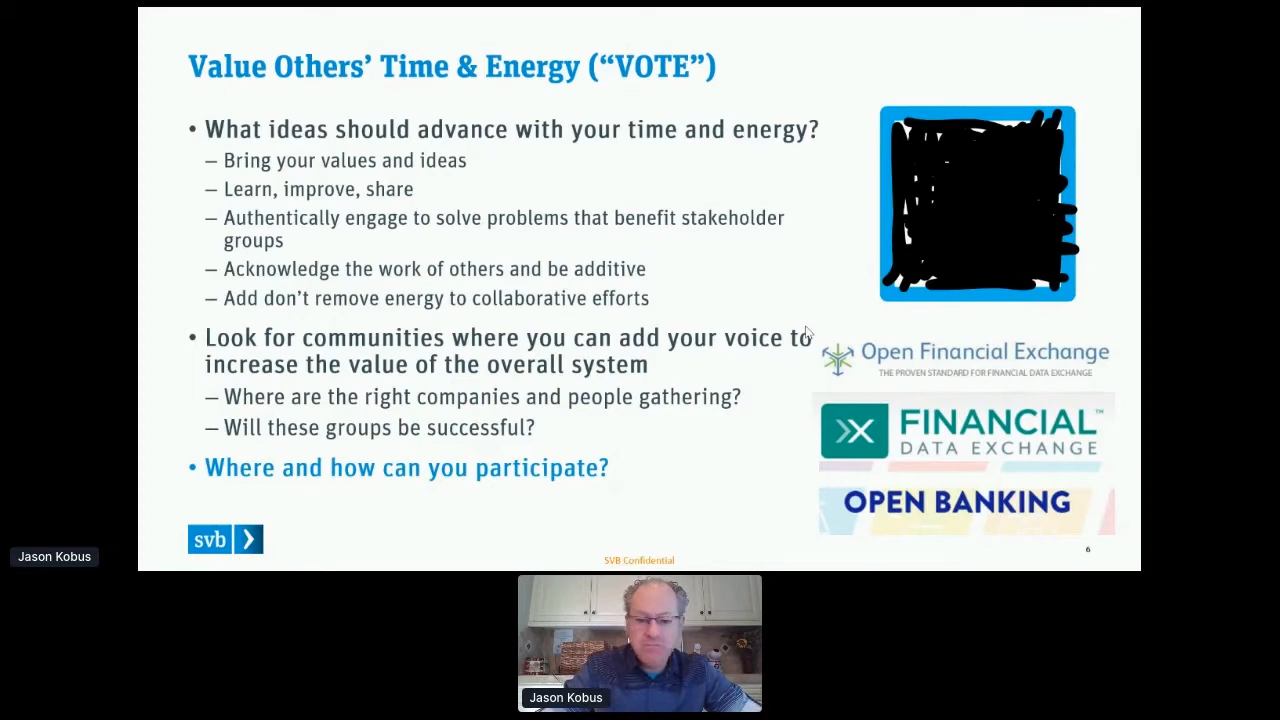 Value Others’ Time & Energy (“VOTE”)
• What ideas should advance with your time and energy?
– Bring your values and ideas
– Learn, improve, share
– Authentically engage to solve problems that benefit stakeholder
groups
– Acknowledge the work of others and be additive
– Add don’t remove energy to collaborative efforts
• Look for communities where you can add your voice to
increase the value of the overall system
– Where are the right companies and people gathering?
– Will these groups be successful?
• Where and how can you participate?
Open Financial Exchange
THE PROVEN STANDARD FOR FINANCIAL DATA EXCHANGE
FINANCIAL™
DATA EXCHANGE
OPEN BANKING
svb
SVB Confidential
6
Jason Kobus
Jason Kobus